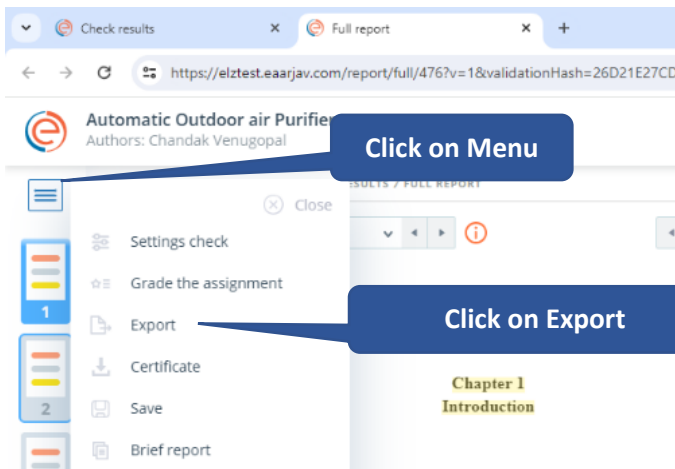 Check results
Full report
https://elztest.eaarjav.com/report/full/476?v=1&validationHash=26D21E27CD
Automatic Outdoor air Purifier
Authors: Chandak Venugopal
Click on Menu
RESULTS / FULL REPORT
Close
Settings check
Grade the assignment
1
Export
Click on Export
Certificate
Chapter 1
2
Save
Introduction
Brief report